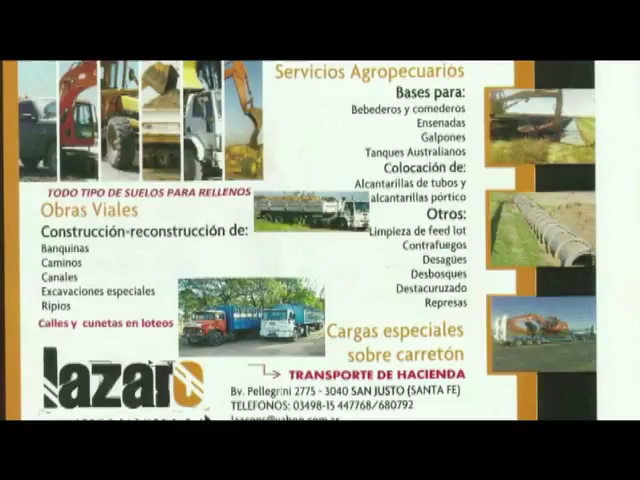 Servicios Agropecuarios
Bases para:
Bebederos y comederos
Ensenadas
Galpones
Tanques Australianos
Colocación de:
Alcantarillas de tubos y
alcantarillas pórtico
Otros:
Limpieza de feed lot
Contrafuegos
Desagües
Desbosques
Destacuruzado
Represas
TODO TIPO DE SUELOS PARA RELLENOS
Obras Viales
Construcción-reconstrucción de:
Banquinas
Caminos
Canales
Excavaciones especiales
Ripios
Calles y cunetas en loteos
Cargas especiales
sobre carretón
TRANSPORTE DE HACIENDA
lazaro
Bv. Pellegrini 2775 - 3040 SAN JUSTO (SANTA FE)
TELEFONOS: 03498-15 447768/680792